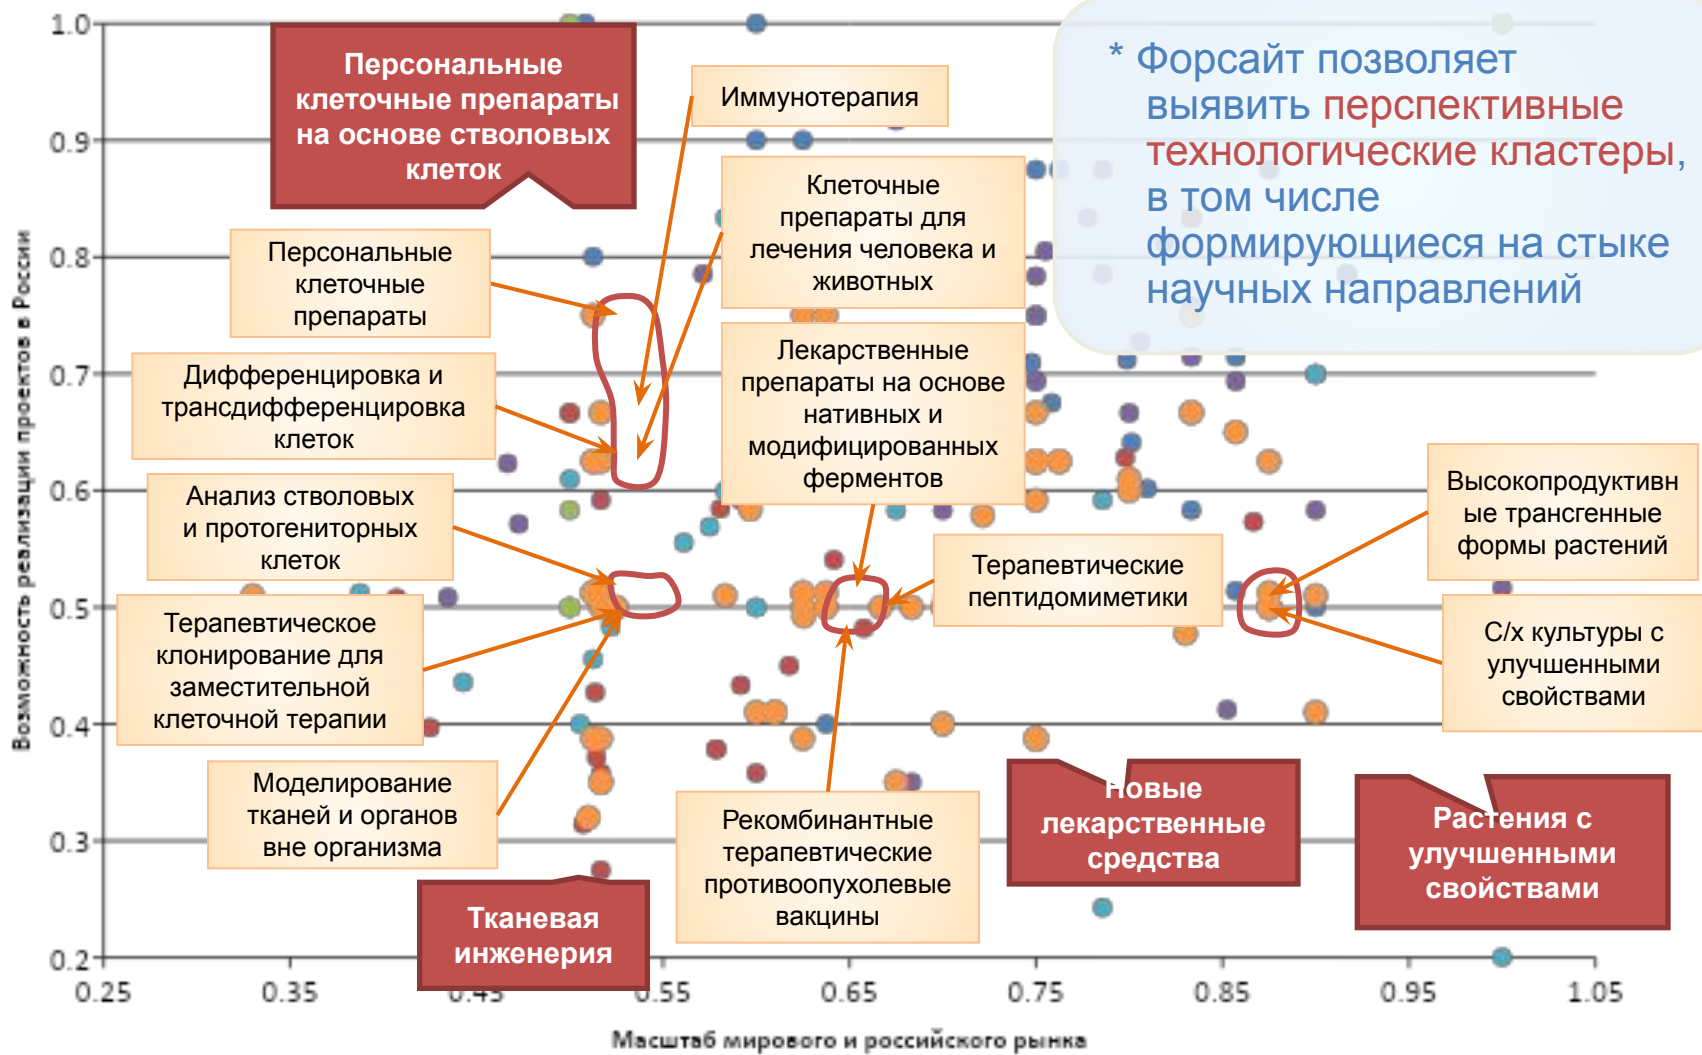 * Форсайт позволяет
выявить перспективные
технологические кластеры,
в том числе
формирующиеся на стыке
научных направлений
Персональные
клеточные препараты
на основе стволовых
клеток
Иммунотерапия
Клеточные
препараты для
лечения человека и
животных
Персональные
клеточные
препараты
Лекарственные
препараты на основе
нативных и
модифицированных
ферментов
Дифференцировка и
трансдифференцировка
клеток
Анализ стволовых
и протогениторных
клеток
Высокопродуктивн
ые трансгенные
формы растений
Терапевтические
пептидомиметики
Терапевтическое
клонирование для
заместительной
клеточной терапии
С/х культуры с
улучшенными
свойствами
Моделирование
тканей и органов
вне организма
Рекомбинантные
терапевтические
противоопухолевые
вакцины
Новые
лекарственные
средства
Растения с
улучшенными
свойствами
Тканевая
инженерия
Возможность реализации проектов в России
1.0
0.9
0.8
0.7
0.6
0.5
0.4
0.3
0.2
0.25 0.35 0.45 0.55 0.65 0.75 0.85 0.95 1.05
Масштаб мирового и российского рынка